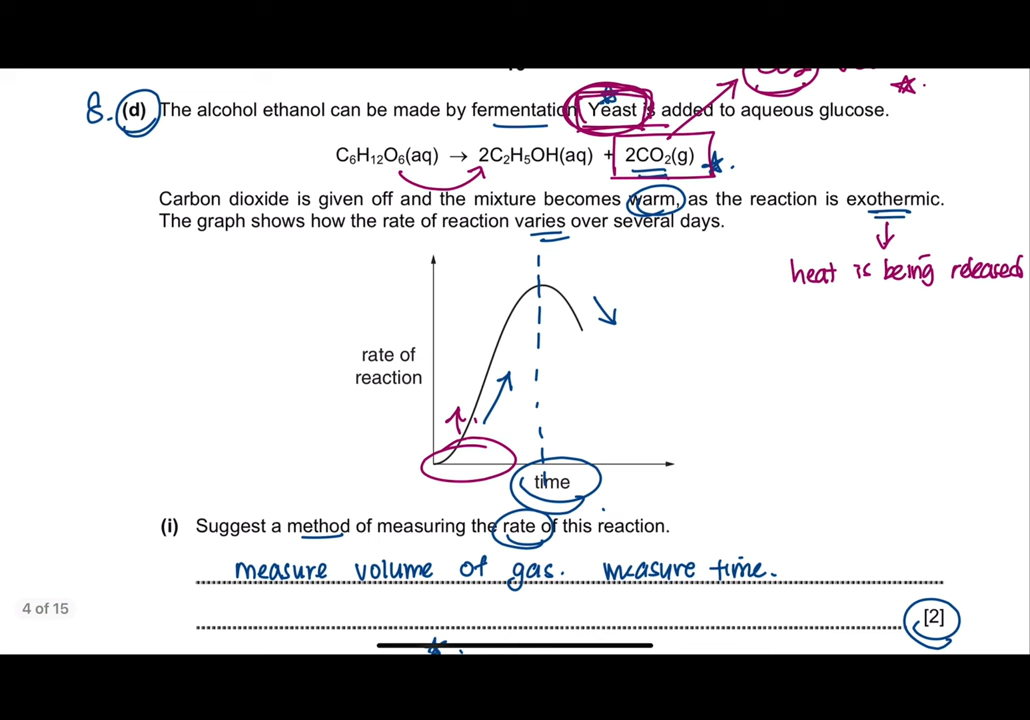 8. (d) The alcohol ethanol can be made by fermentation. Yeast is added to aqueous glucose.
C₆H₁₂O₆(aq) → 2C₂H₅OH(aq) + 2CO₂(g)
Carbon dioxide is given off and the mixture becomes warm, as the reaction is exothermic.
The graph shows how the rate of reaction varies over several days.
heat is being released
rate of
reaction
time
(i) Suggest a method of measuring the rate of this reaction.
measure volume of gas. measure time.
4 of 15
[2]